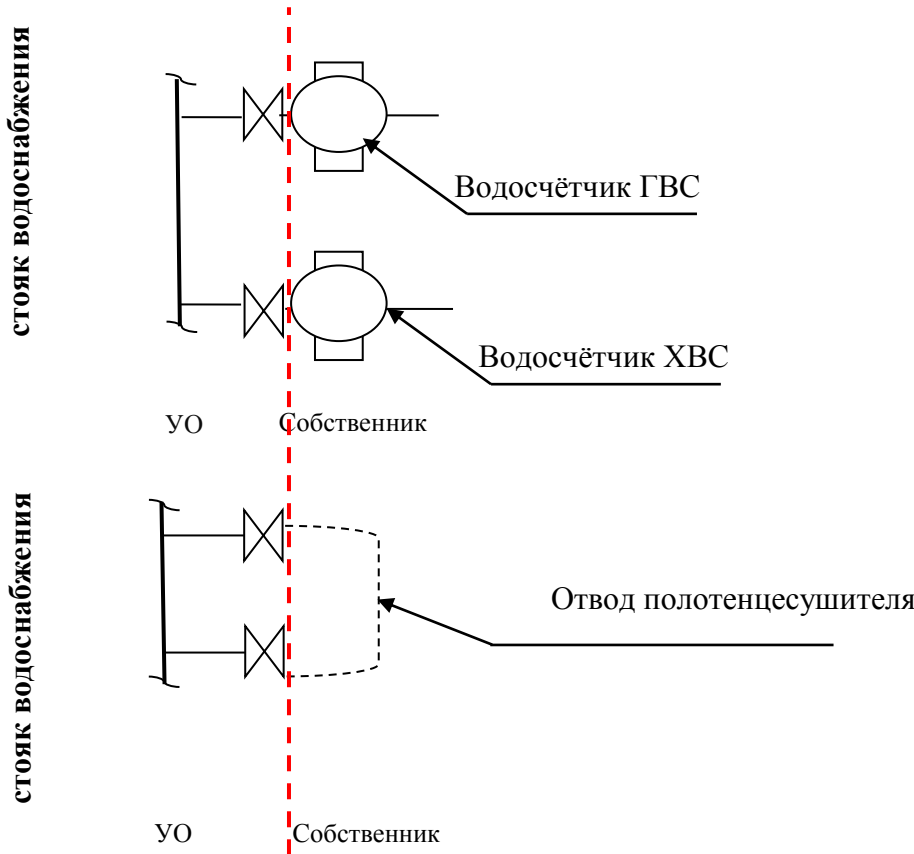 стояк водоснабжения
Водосчётчик ГВС
Водосчётчик ХВС
УО
Собственник
стояк водоснабжения
Отвод полотенцесушителя
УО
Собственник